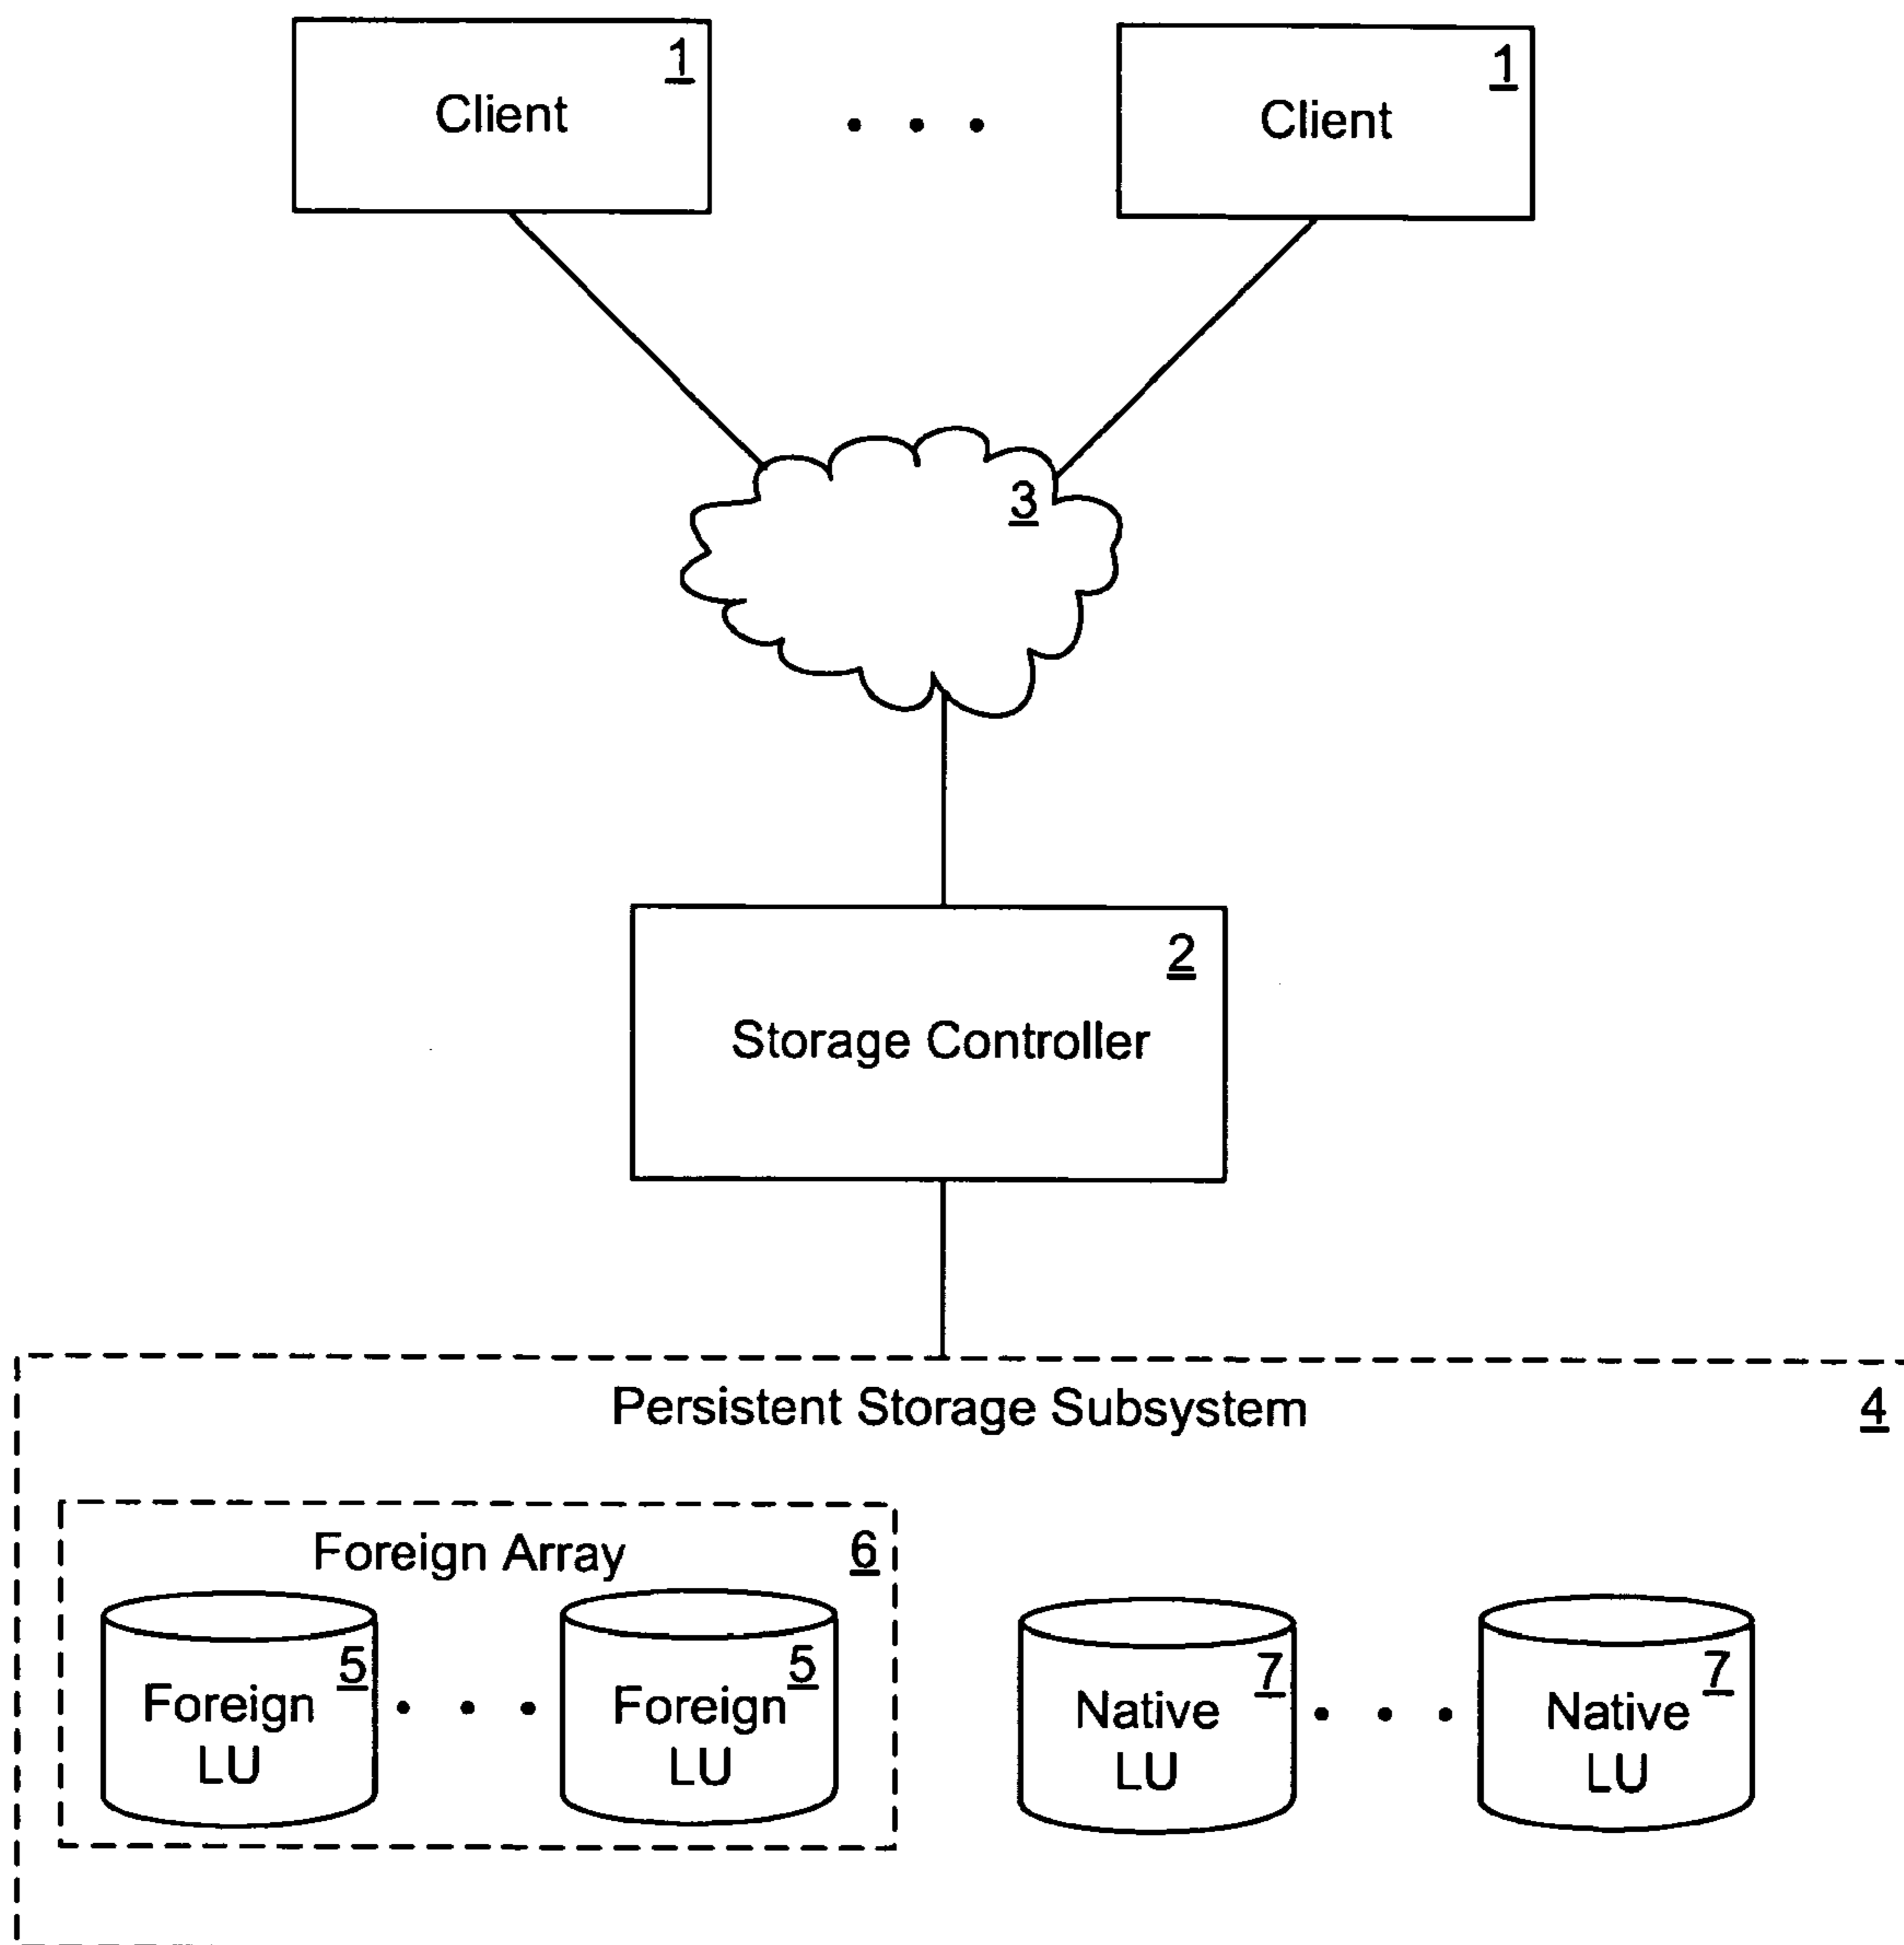 1
Client
1
Client
3
2
Storage Controller
Persistent Storage Subsystem
4
Foreign Array
6
5
Foreign
LU
5
Foreign
LU
7
Native
LU
7
Native
LU